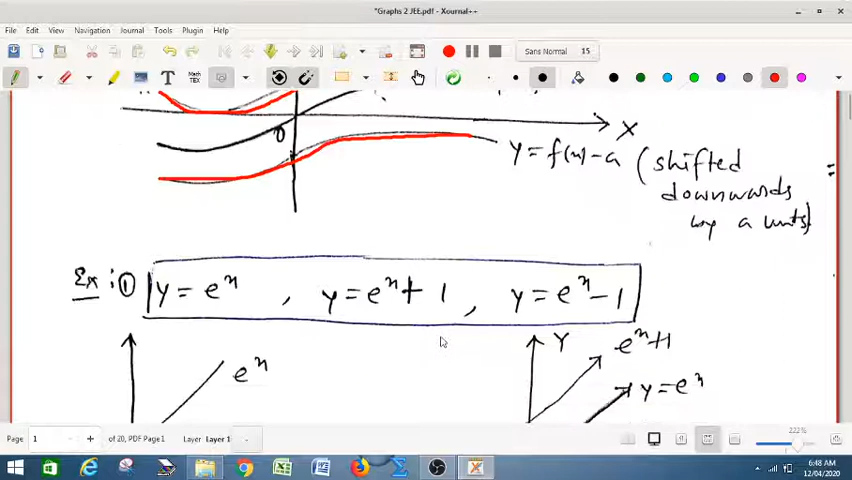 *Graphs 2 JEE.pdf - Xournal++
File Edit View Navigation Journal Tools Plugin Help
Sans Normal 15
T MATH TEX
X
0
y = f(x) - a (shifted
downwards
by a units)
=
Ex: ① y = e^x , y = e^x + 1 , y = e^x - 1
e^x
Y
e^x+1
y = e^x
Page 1 of 20, PDF Page 1 Layer Layer 1
222%
6:48 AM
12/04/2020